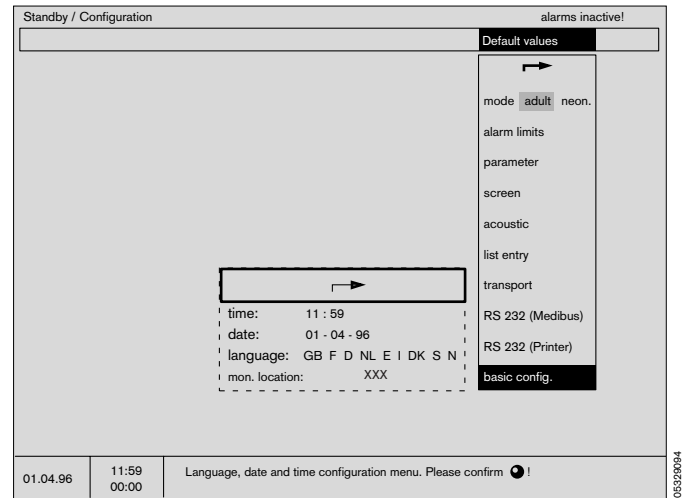 Standby / Configuration alarms inactive!
Default values
mode adult neon.
alarm limits
parameter
screen
acoustic
list entry
transport
RS 232 (Medibus)
RS 232 (Printer)
basic config.
time: 11 : 59
date: 01 - 04 - 96
language: GB F D NL E I DK S N
mon. location: XXX
01.04.96
11:59
00:00
Language, date and time configuration menu. Please confirm !
05329094